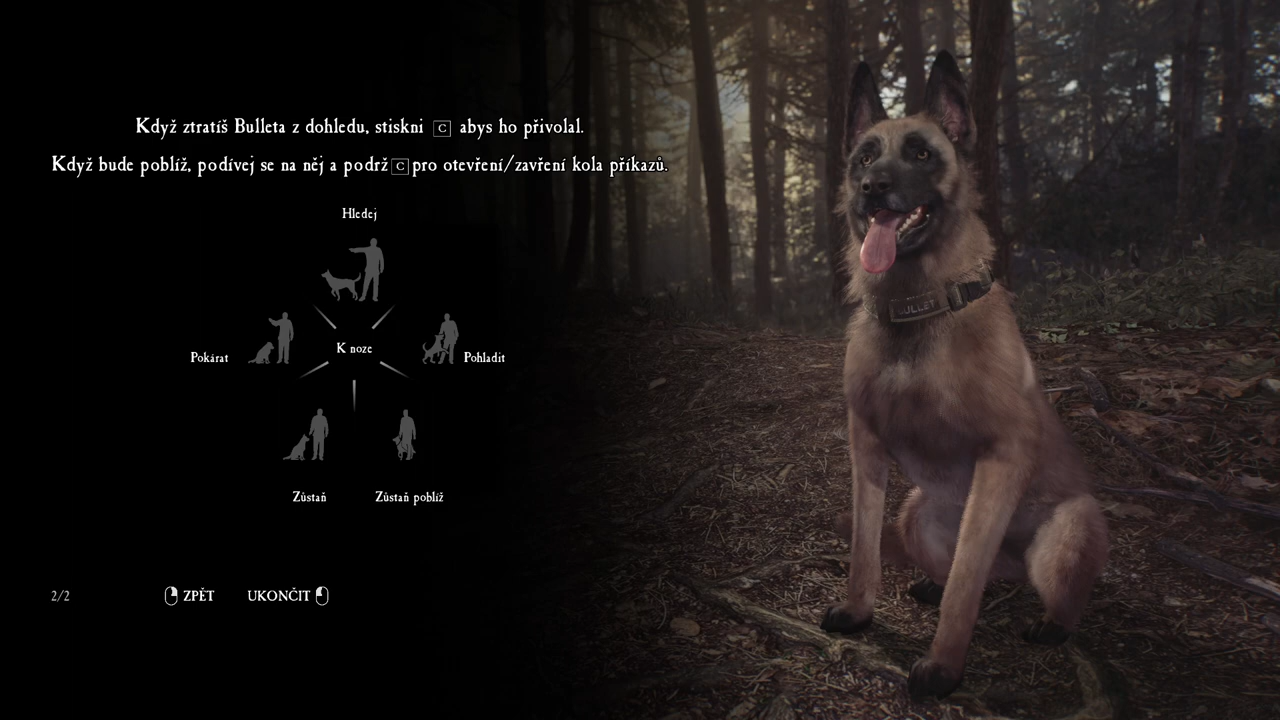 Když ztratíš Bulleta z dohledu, stiskni C abys ho přivolal.
Když bude poblíž, podívej se na něj a podrž C pro otevření/zavření kola příkazů.
Hledej
K noze
Pokárat
Pohladit
Zůstaň
Zůstaň poblíž
BULLET
2/2
ZPĚT
UKONČIT